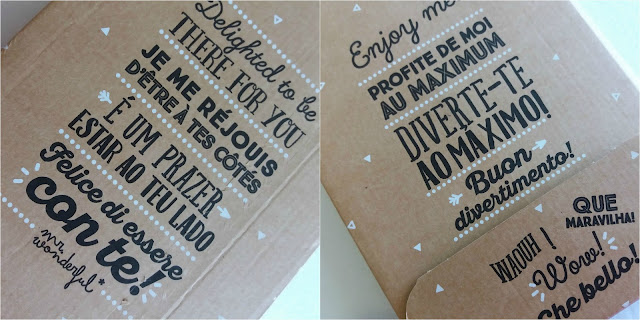 Delighted to be
THERE FOR YOU
JE ME RÉJOUIS
D'ÊTRE À TES CÔTÉS
É UM PRAZER
ESTAR AO TEU LADO
Felice di essere
con te!
mr.
wonderful*
Enjoy me
PROFITE DE MOI
AU MAXIMUM
DIVERTE-TE
AO MÁXIMO!
Buon
divertimento!
QUE
MARAVILHA!
WAOUH!
Wow!
Che bello!